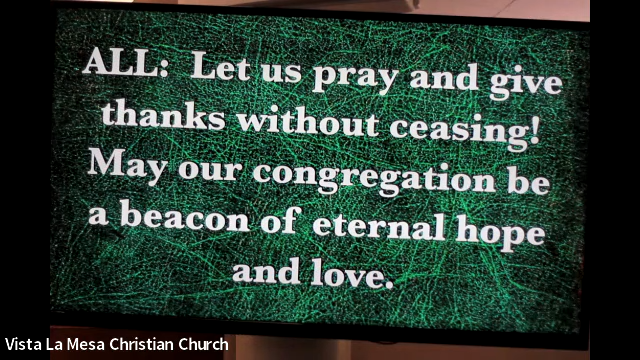 ALL: Let us pray and give
thanks without ceasing!
May our congregation be
a beacon of eternal hope
and love.
Vista La Mesa Christian Church